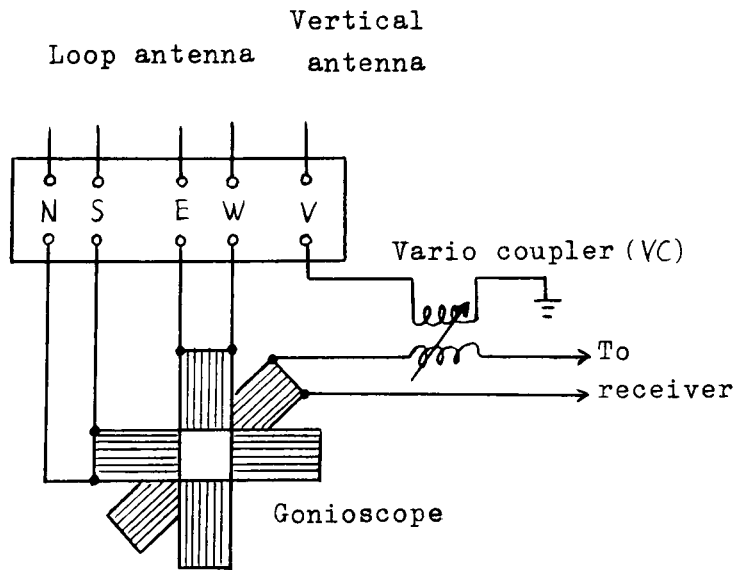 Vertical
Loop antenna
antenna
N S E W V
Vario coupler (VC)
To
receiver
Gonioscope